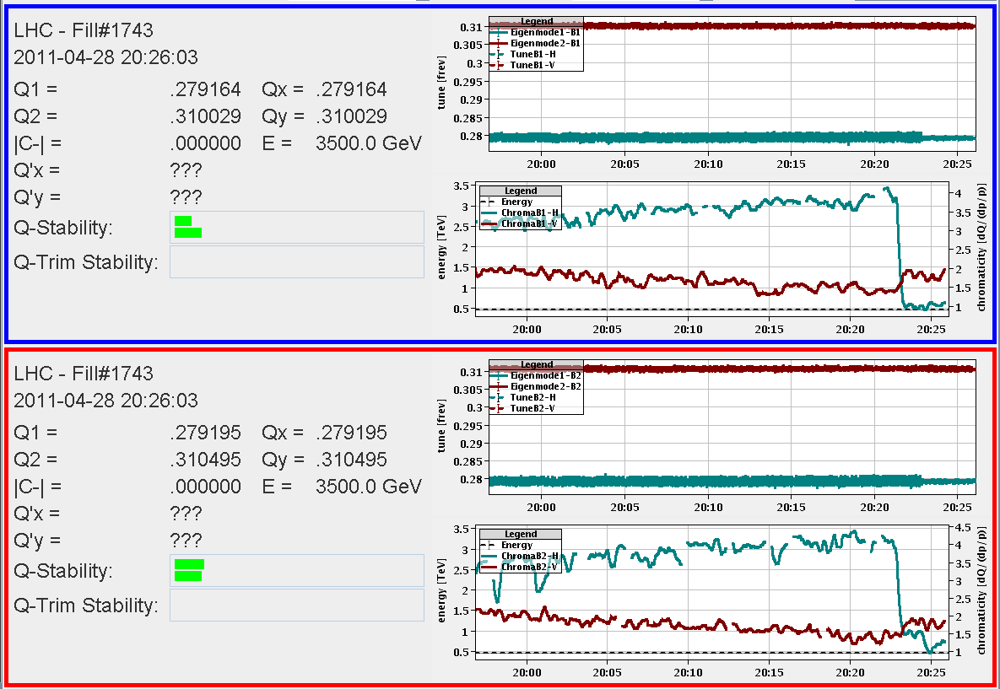 LHC - Fill#1743
2011-04-28 20:26:03
Q1 = .279164 Qx = .279164
Q2 = .310029 Qy = .310029
|C-| = .000000 E = 3500.0 GeV
Q'x = ???
Q'y = ???
Q-Stability:
Q-Trim Stability:
tune [frev]
0.31
0.305
0.3
0.295
0.29
0.285
0.28
Legend
Eigenmode1-B1
Eigenmode2-B1
TuneB1-H
TuneB1-V
20:00 20:05 20:10 20:15 20:20 20:25
energy [TeV]
3.5
3
2.5
2
1.5
1
0.5
Legend
Energy
ChromaB1-H
ChromaB1-V
4
3.5
3
2.5
2
1.5
1
chromaticity [dQ/(dp/p)]
20:00 20:05 20:10 20:15 20:20 20:25
LHC - Fill#1743
2011-04-28 20:26:03
Q1 = .279195 Qx = .279195
Q2 = .310495 Qy = .310495
|C-| = .000000 E = 3500.0 GeV
Q'x = ???
Q'y = ???
Q-Stability:
Q-Trim Stability:
tune [frev]
0.31
0.305
0.3
0.295
0.29
0.285
0.28
Legend
Eigenmode1-B2
Eigenmode2-B2
TuneB2-H
TuneB2-V
20:00 20:05 20:10 20:15 20:20 20:25
energy [TeV]
3.5
3
2.5
2
1.5
1
0.5
Legend
Energy
ChromaB2-H
ChromaB2-V
4.5
4
3.5
3
2.5
2
1.5
1
chromaticity [dQ/(dp/p)]
20:00 20:05 20:10 20:15 20:20 20:25